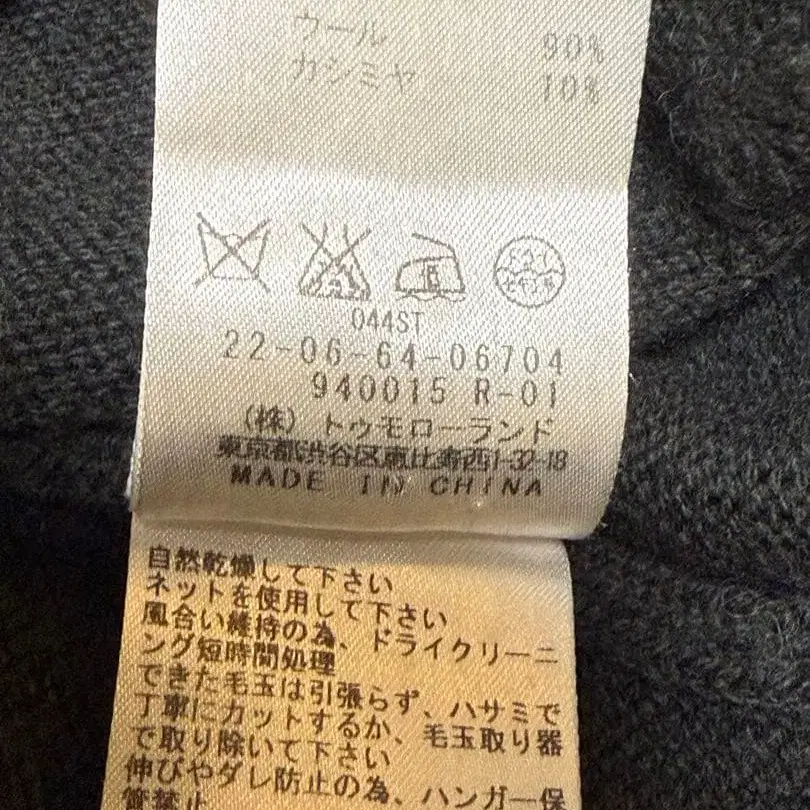 ウール 90%
カシミヤ 10%
低
044ST
22-06-64-06704
940015 R-01
(株) トゥモローランド
東京都渋谷区恵比寿西1-32-18
MADE IN CHINA
自然乾燥して下さい
ネットを使用して下さい
風合い維持の為、ドライクリーニ
ング短時間処理
できた毛玉は引張らず、ハサミで
丁寧にカットするか、毛玉取り器
で取り除いて下さい
伸びやダレ防止の為、ハンガー保
管禁止